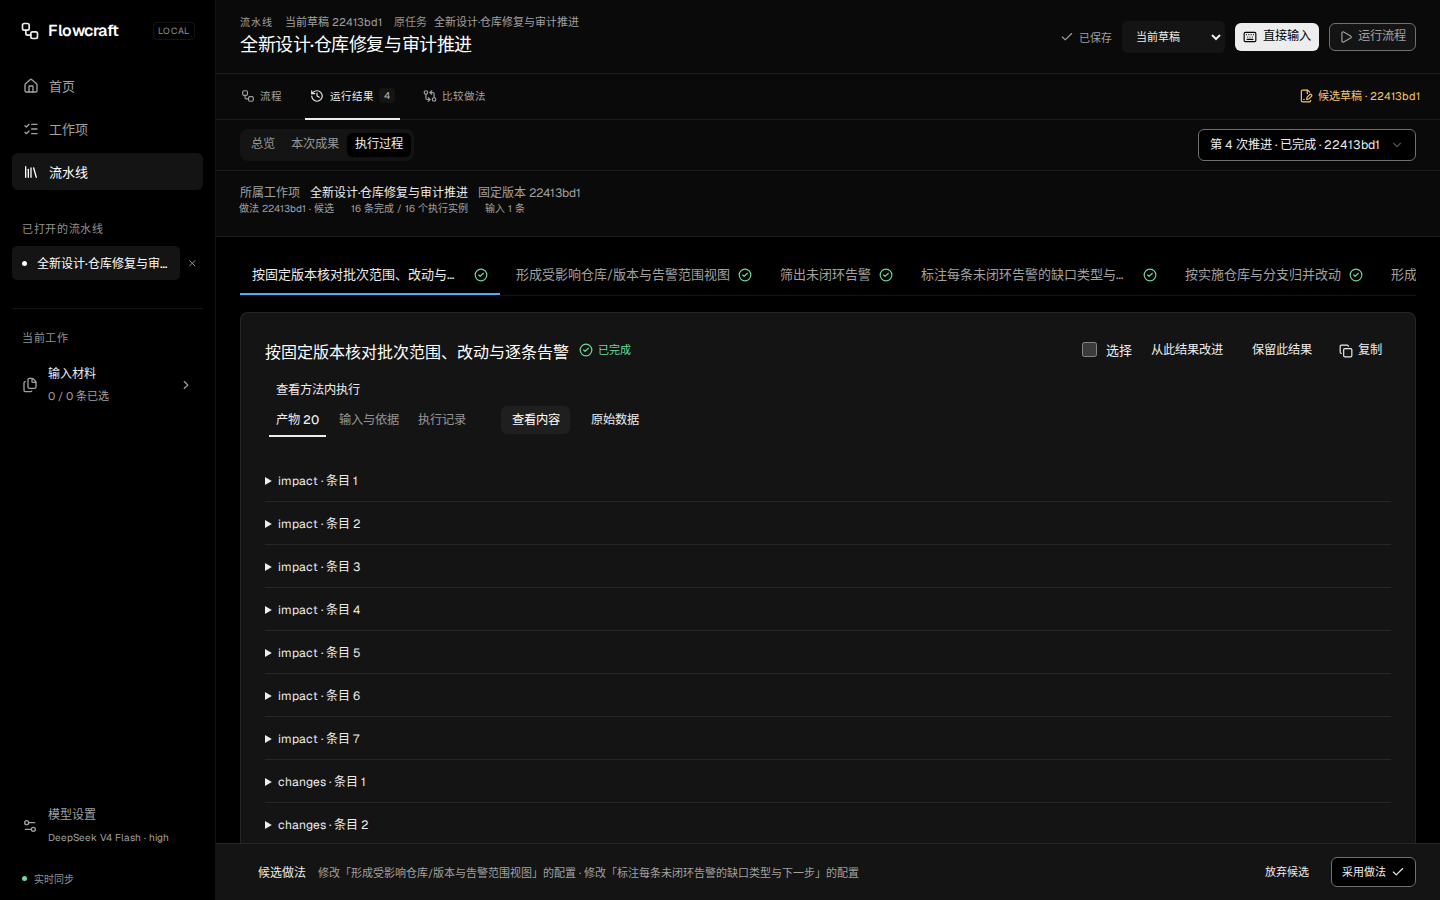 Flowcraft LOCAL
首页
工作项
流水线
已打开的流水线
全新设计·仓库修复与审...
当前工作
输入材料
0 / 0 条已选
模型设置
DeepSeek V4 Flash · high
实时同步
流水线 当前草稿 22413bd1 原任务 全新设计·仓库修复与审计推进
全新设计·仓库修复与审计推进
已保存 当前草稿 直接输入 运行流程
流程 运行结果 4 比较做法
候选草稿 · 22413bd1
总览 本次成果 执行过程
第 4 次推进 · 已完成 · 22413bd1
所属工作项 全新设计·仓库修复与审计推进 固定版本 22413bd1
做法 22413bd1 · 候选 16 条完成 / 16 个执行实例 输入 1 条
按固定版本核对批次范围、改动与... 形成受影响仓库/版本与告警范围视图 筛出未闭环告警 标注每条未闭环告警的缺口类型与... 按实施仓库与分支归并改动 形成
按固定版本核对批次范围、改动与逐条告警 已完成
选择 从此结果改进 保留此结果 复制
查看方法内执行
产物 20 输入与依据 执行记录 查看内容 原始数据
impact · 条目 1
impact · 条目 2
impact · 条目 3
impact · 条目 4
impact · 条目 5
impact · 条目 6
impact · 条目 7
changes · 条目 1
changes · 条目 2
候选做法 修改「形成受影响仓库/版本与告警范围视图」的配置 · 修改「标注每条未闭环告警的缺口类型与下一步」的配置
放弃候选 采用做法